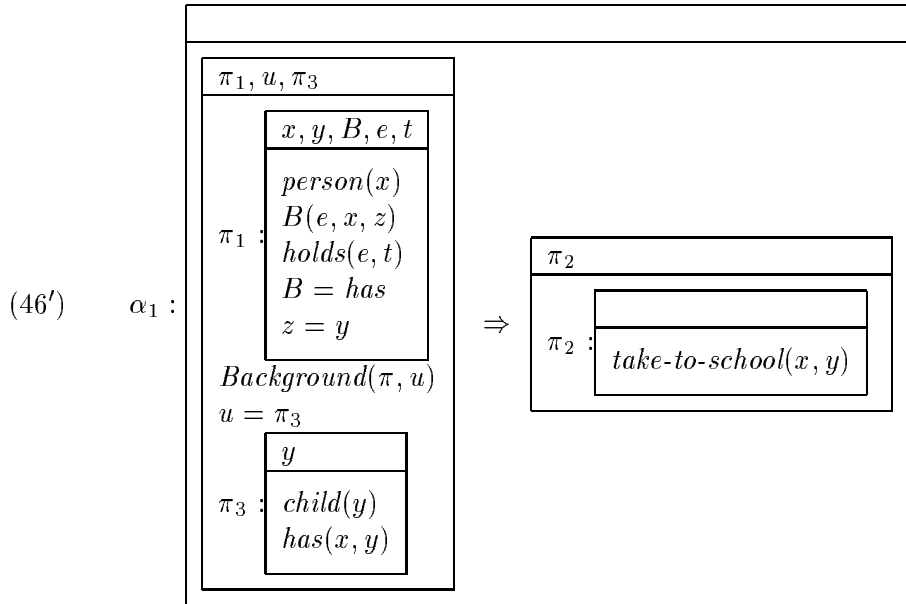 (46′) α₁ :
π₁, u, π₃
π₁ :
x, y, B, e, t
person(x)
B(e, x, z)
holds(e, t)
B = has
z = y
Background(π, u)
u = π₃
π₃ :
y
child(y)
has(x, y)
⇒
π₂
π₂ :
take-to-school(x, y)